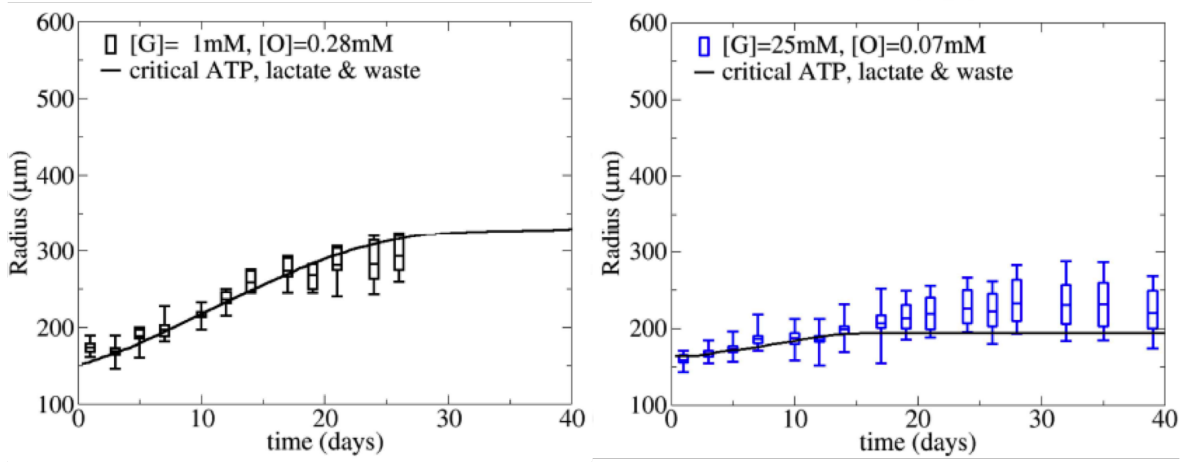 600
500
400
300
200
100
Radius (μm)
[G]= 1mM, [O]=0.28mM
critical ATP, lactate & waste
0 10 20 30 40
time (days)
600
500
400
300
200
100
Radius (μm)
[G]=25mM, [O]=0.07mM
critical ATP, lactate & waste
0 10 20 30 40
time (days)